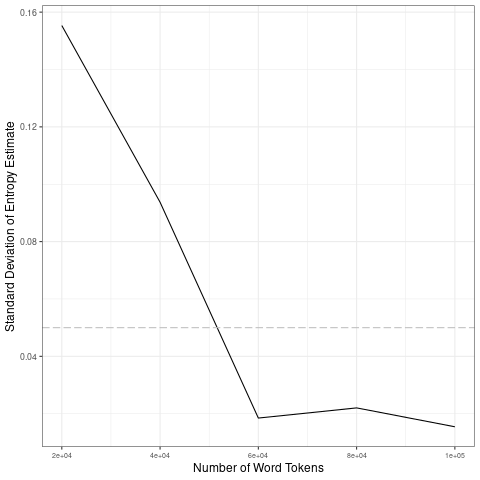 0.16
0.12
0.08
0.04
Standard Deviation of Entropy Estimate
2e+04 4e+04 6e+04 8e+04 1e+05
Number of Word Tokens